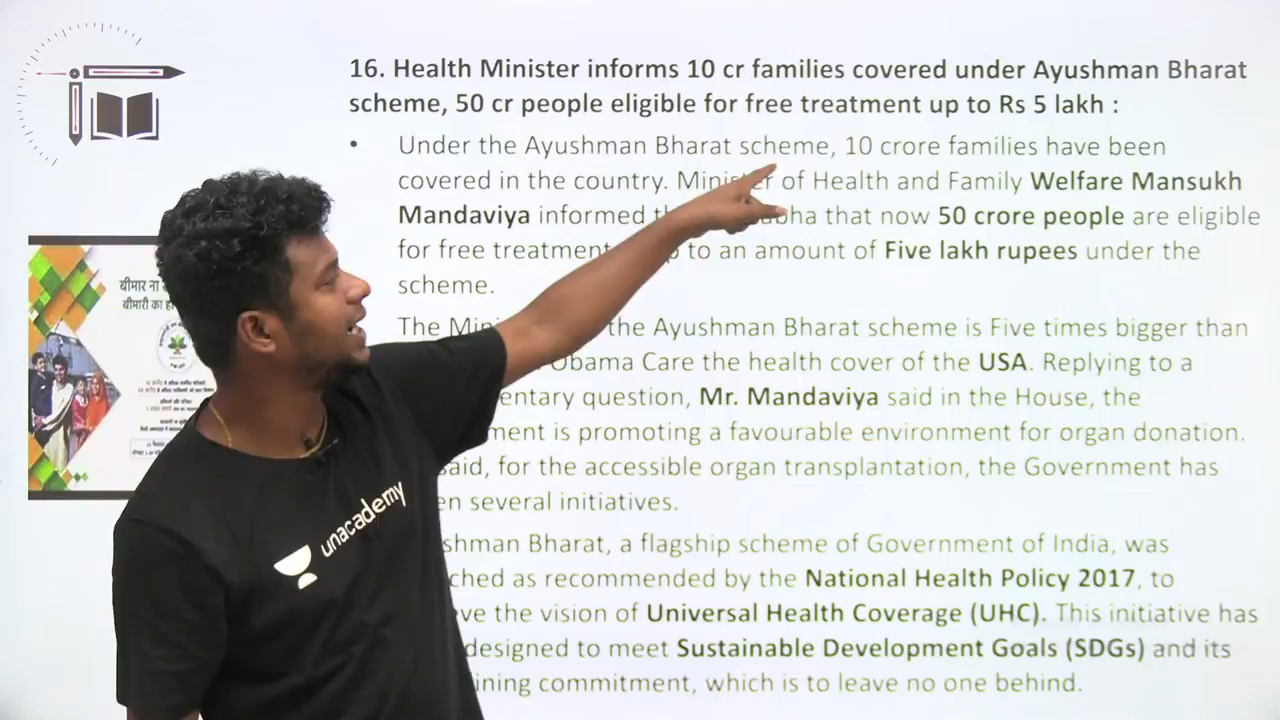 16. Health Minister informs 10 cr families covered under Ayushman Bharat
scheme, 50 cr people eligible for free treatment up to Rs 5 lakh :
• Under the Ayushman Bharat scheme, 10 crore families have been
covered in the country. Minister of Health and Family Welfare Mansukh
Mandaviya informed that now 50 crore people are eligible
for free treatment to an amount of Five lakh rupees under the
scheme.
The the Ayushman Bharat scheme is Five times bigger than
Obama Care the health cover of the USA. Replying to a
question, Mr. Mandaviya said in the House, the
is promoting a favourable environment for organ donation.
said, for the accessible organ transplantation, the Government has
several initiatives.
Bharat, a flagship scheme of Government of India, was
as recommended by the National Health Policy 2017, to
the vision of Universal Health Coverage (UHC). This initiative has
designed to meet Sustainable Development Goals (SDGs) and its
commitment, which is to leave no one behind.
बीमार ना
बीमारी का
unacademy